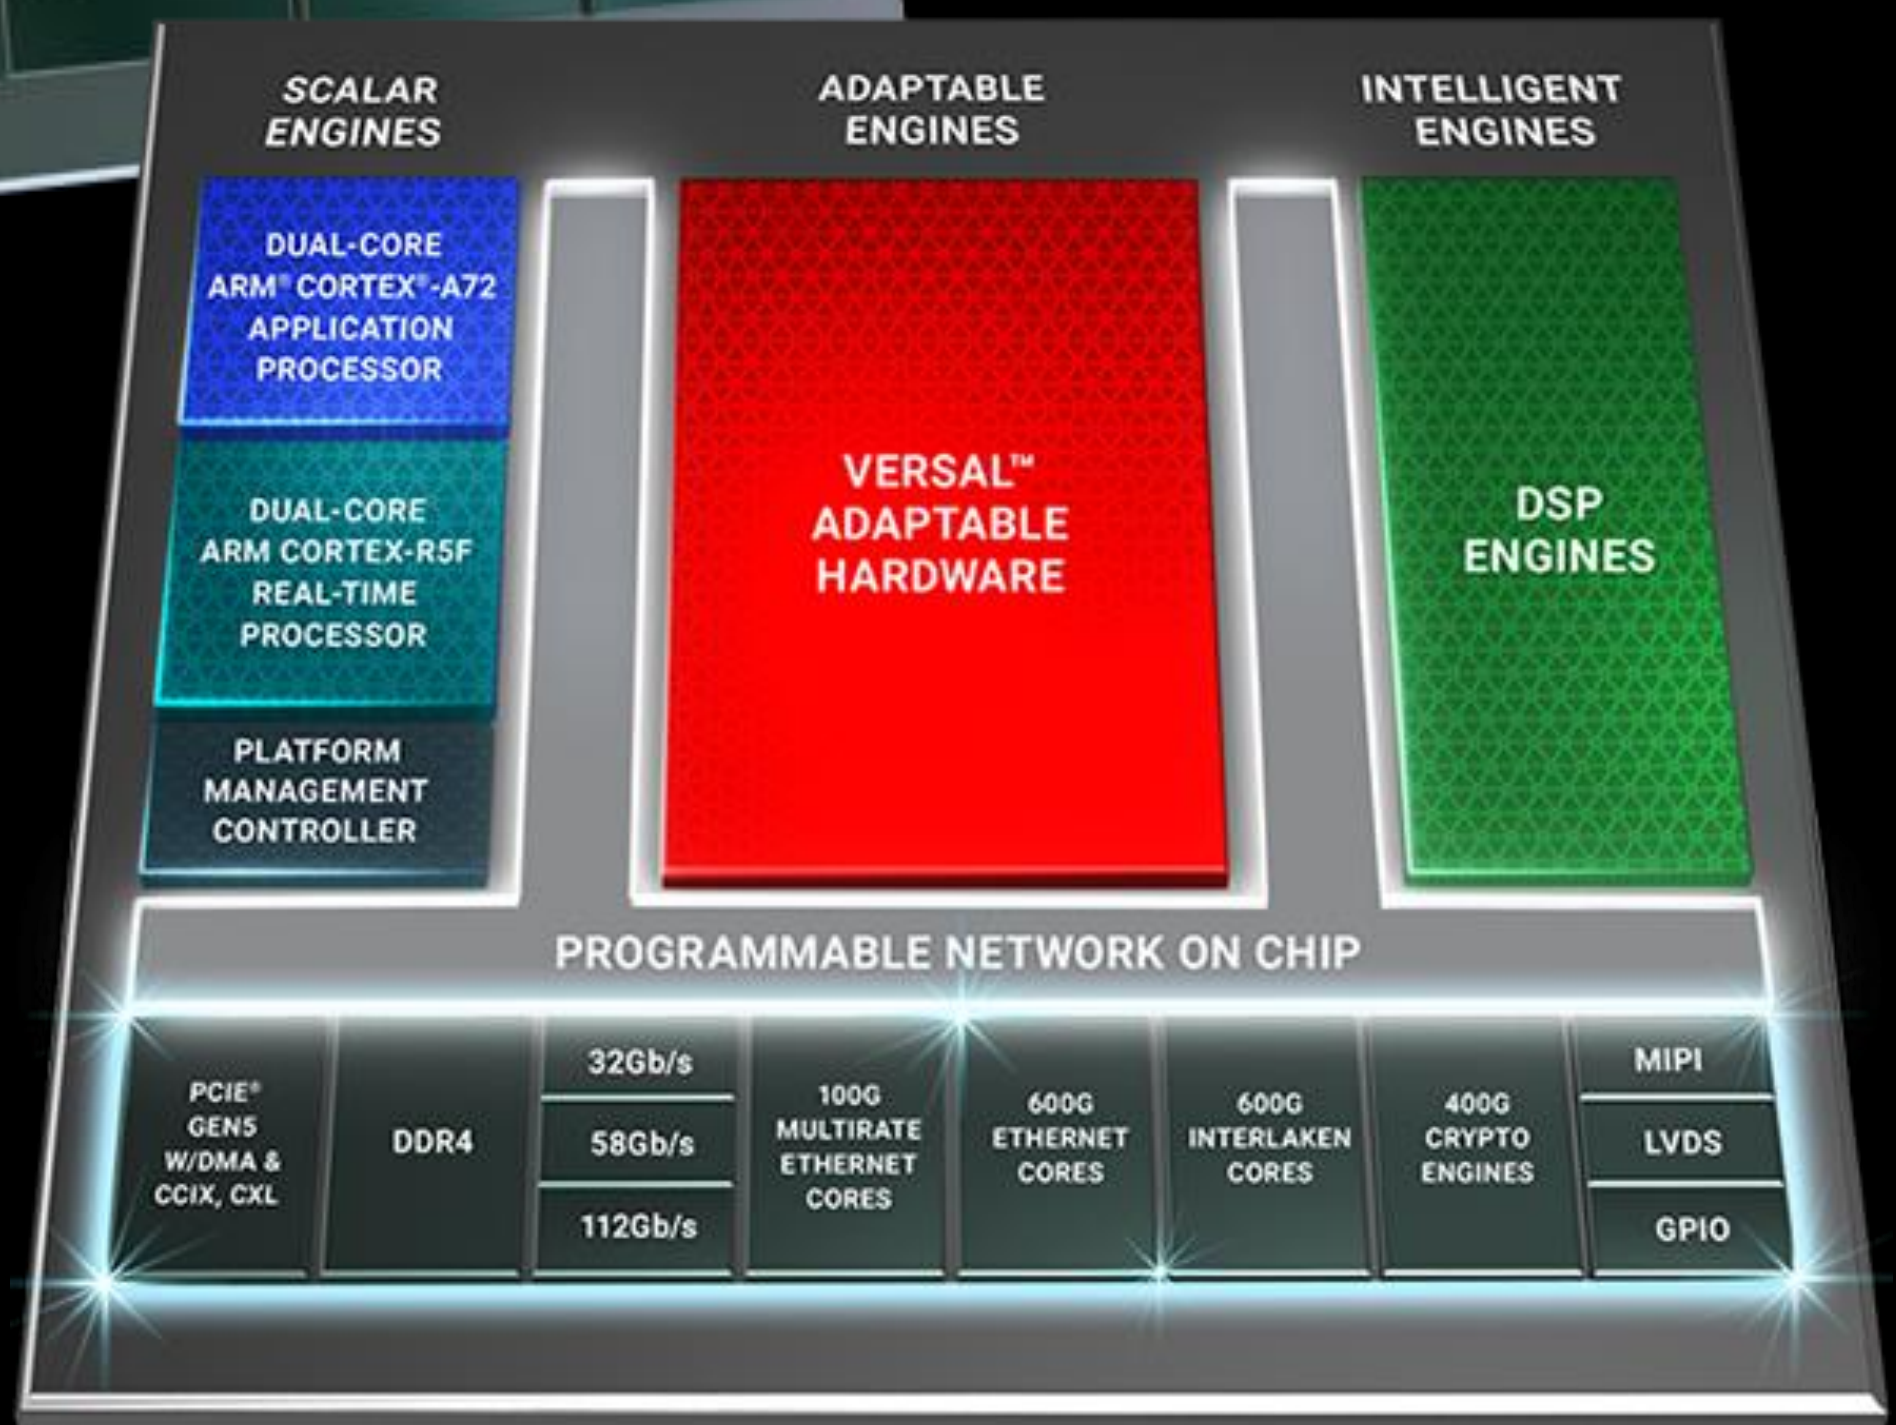 SCALAR
ENGINES
ADAPTABLE
ENGINES
INTELLIGENT
ENGINES
DUAL-CORE
ARM® CORTEX®-A72
APPLICATION
PROCESSOR
DUAL-CORE
ARM CORTEX-R5F
REAL-TIME
PROCESSOR
PLATFORM
MANAGEMENT
CONTROLLER
VERSAL™
ADAPTABLE
HARDWARE
DSP
ENGINES
PROGRAMMABLE NETWORK ON CHIP
PCIE®
GEN5
W/DMA &
CCIX, CXL
DDR4
32Gb/s
58Gb/s
112Gb/s
100G
MULTIRATE
ETHERNET
CORES
600G
ETHERNET
CORES
600G
INTERLAKEN
CORES
400G
CRYPTO
ENGINES
MIPI
LVDS
GPIO